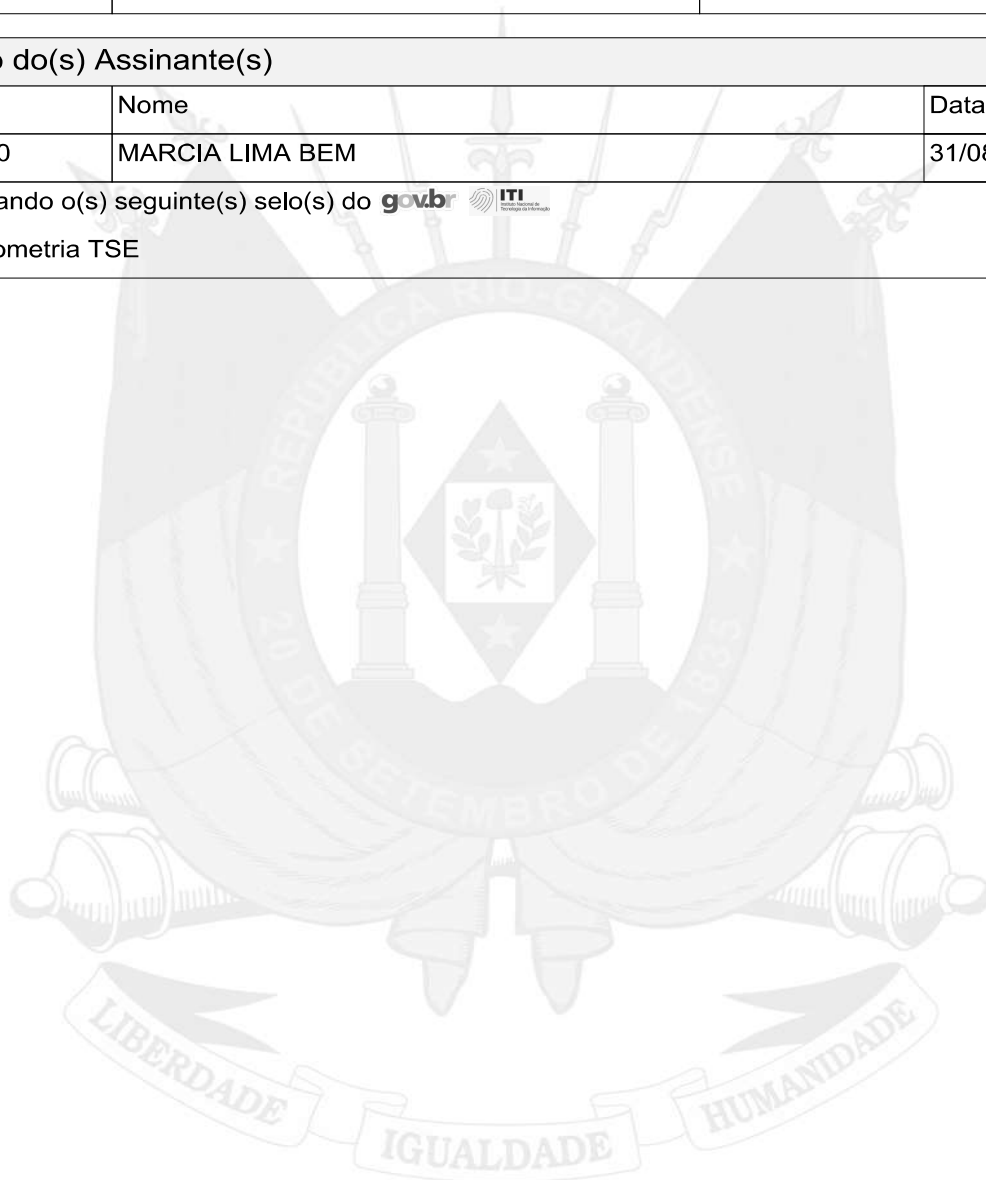 o do(s) Assinante(s)
Nome
Data
0
MARCIA LIMA BEM
31/08
ando o(s) seguinte(s) selo(s) do gov.br ITI
ometria TSE
REPÚBLICA RIO-GRANDENSE
20 DE SETEMBRO DE 1835
LIBERDADE
IGUALDADE
HUMANIDADE